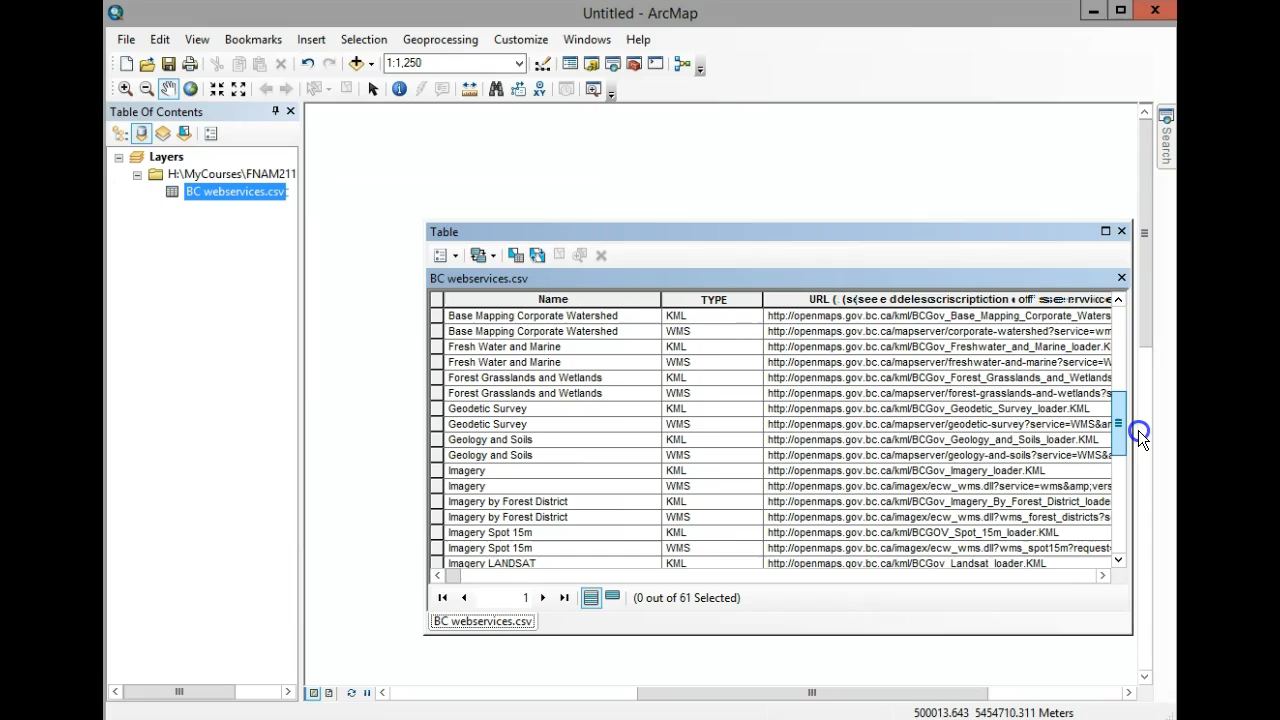 Untitled - ArcMap
File Edit View Bookmarks Insert Selection Geoprocessing Customize Windows Help
1:1,250
Table Of Contents
Layers
H:\MyCourses\FNAM211
BC webservices.csv
Search
Table
BC webservices.csv
Name TYPE URL
Base Mapping Corporate Watershed KML http://openmaps.gov.bc.ca/kml/BCGov_Base_Mapping_Corporate_Waters
Base Mapping Corporate Watershed WMS http://openmaps.gov.bc.ca/mapserver/corporate-watershed?service=wm
Fresh Water and Marine KML http://openmaps.gov.bc.ca/kml/BCGov_Freshwater_and_Marine_loader.K
Fresh Water and Marine WMS http://openmaps.gov.bc.ca/mapserver/freshwater-and-marine?service=W
Forest Grasslands and Wetlands KML http://openmaps.gov.bc.ca/kml/BCGov_Forest_Grasslands_and_Wetlands
Forest Grasslands and Wetlands WMS http://openmaps.gov.bc.ca/mapserver/forest-grasslands-and-wetlands?s
Geodetic Survey KML http://openmaps.gov.bc.ca/kml/BCGov_Geodetic_Survey_loader.KML
Geodetic Survey WMS http://openmaps.gov.bc.ca/mapserver/geodetic-survey?service=WMS&ar
Geology and Soils KML http://openmaps.gov.bc.ca/kml/BCGov_Geology_and_Soils_loader.KML
Geology and Soils WMS http://openmaps.gov.bc.ca/mapserver/geology-and-soils?service=WMS&a
Imagery KML http://openmaps.gov.bc.ca/kml/BCGov_Imagery_loader.KML
Imagery WMS http://openmaps.gov.bc.ca/imagex/ecw_wms.dll?service=wms&amp;vers
Imagery by Forest District KML http://openmaps.gov.bc.ca/kml/BCGov_Imagery_By_Forest_District_loade
Imagery by Forest District WMS http://openmaps.gov.bc.ca/imagex/ecw_wms.dll?wms_forest_districts?s
Imagery Spot 15m KML http://openmaps.gov.bc.ca/kml/BCGOV_Spot_15m_loader.KML
Imagery Spot 15m WMS http://openmaps.gov.bc.ca/imagex/ecw_wms.dll?wms_spot15m?request
Imagery LANDSAT KML http://openmaps.gov.bc.ca/kml/BCGov_Landsat_loader.KML
1 (0 out of 61 Selected)
BC webservices.csv
500013.643 5454710.311 Meters